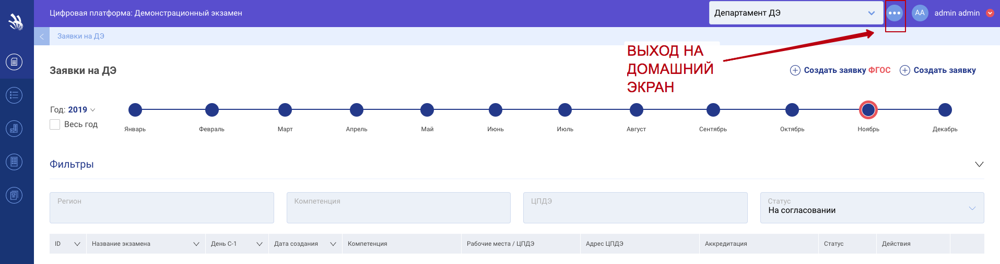 Цифровая платформа: Демонстрационный экзамен
Департамент ДЭ
AA
admin admin
Заявки на ДЭ
ВЫХОД НА
ДОМАШНИЙ
ЭКРАН
Заявки на ДЭ
Создать заявку ФГОС
Создать заявку
Год: 2019
Весь год
Январь
Февраль
Март
Апрель
Май
Июнь
Июль
Август
Сентябрь
Октябрь
Ноябрь
Декабрь
Фильтры
Регион
Компетенция
ЦПДЭ
Статус
На согласовании
ID
Название экзамена
День С-1
Дата создания
Компетенция
Рабочие места / ЦПДЭ
Адрес ЦПДЭ
Аккредитация
Статус
Действия